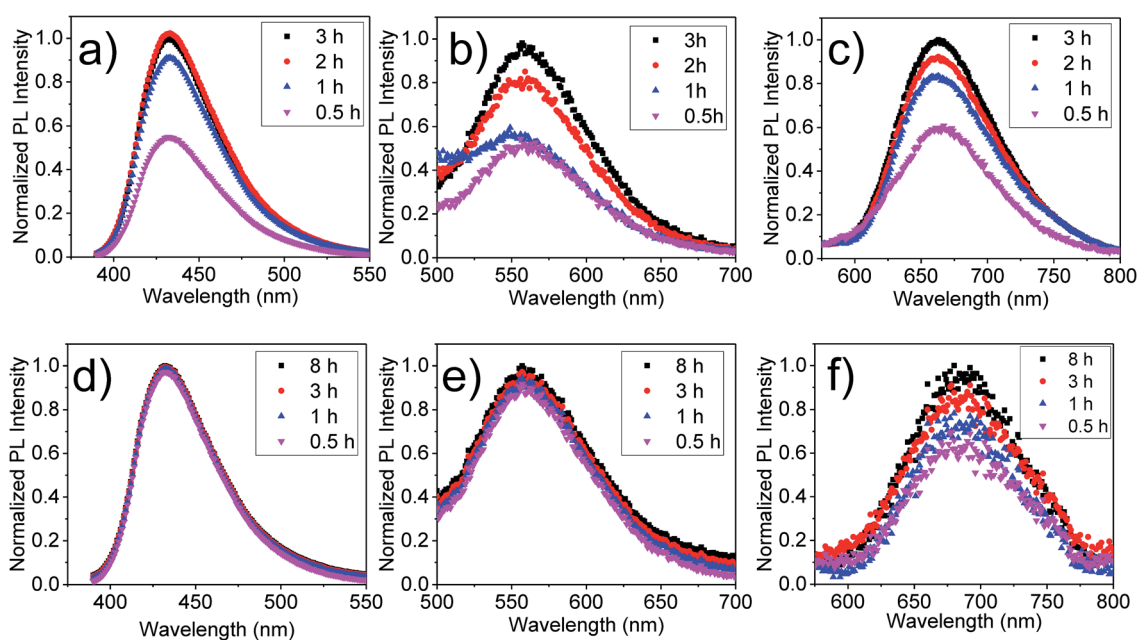 a)
3 h
2 h
1 h
0.5 h
Normalized PL Intensity
1.0
0.8
0.6
0.4
0.2
0.0
400 450 500 550
Wavelength (nm)
b)
3h
2h
1h
0.5h
Normalized PL Intensity
1.0
0.8
0.6
0.4
0.2
0.0
500 550 600 650 700
Wavelength (nm)
c)
3 h
2 h
1 h
0.5 h
Normalized PL Intensity
1.0
0.8
0.6
0.4
0.2
0.0
600 650 700 750 800
Wavelength (nm)
d)
8 h
3 h
1 h
0.5 h
Normalized PL Intensity
1.0
0.8
0.6
0.4
0.2
0.0
400 450 500 550
Wavelength (nm)
e)
8 h
3 h
1 h
0.5 h
Normalized PL Intensity
1.0
0.8
0.6
0.4
0.2
0.0
500 550 600 650 700
Wavelength (nm)
f)
8 h
3 h
1 h
0.5 h
Normalized PL Intensity
1.0
0.8
0.6
0.4
0.2
0.0
600 650 700 750 800
Wavelength (nm)